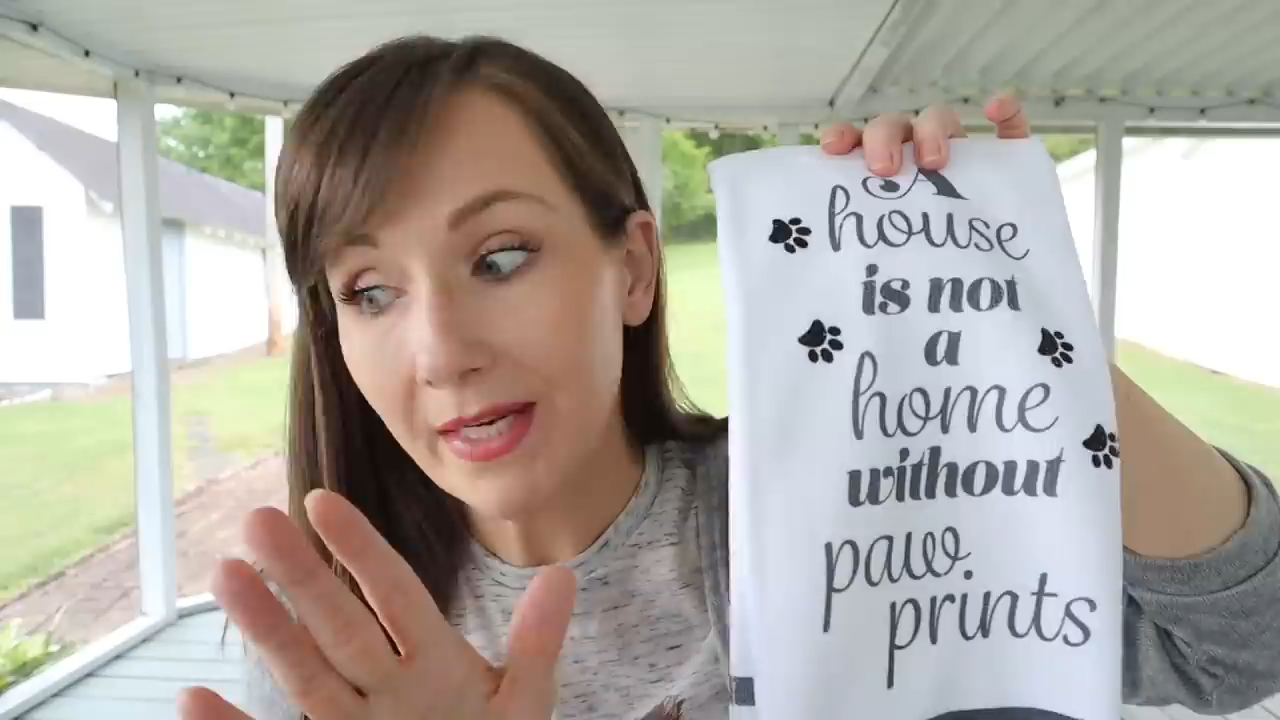 A
house
is not
a
home
without
paw
prints